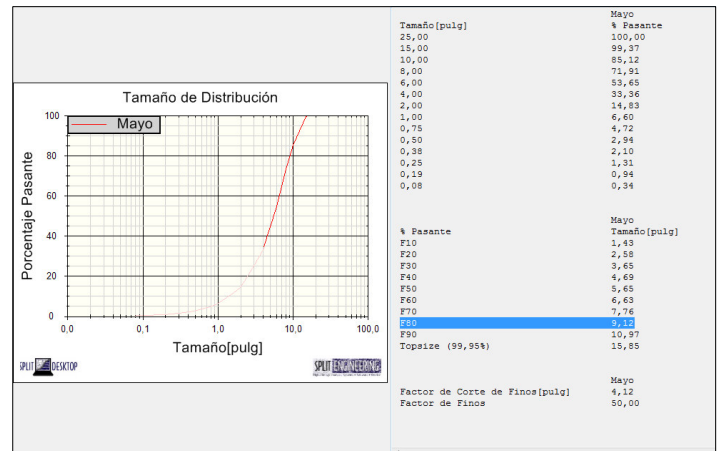 Tamaño de Distribución
Mayo
Porcentaje Pasante
100
80
60
40
20
0
0,0 0,1 1,0 10,0 100,0
Tamaño[pulg]
SPLIT DESKTOP
SPLIT ENGINEERING
Mayo
Tamaño[pulg] % Pasante
25,00 100,00
15,00 99,37
10,00 85,12
8,00 71,91
6,00 53,65
4,00 33,36
2,00 14,83
1,00 6,60
0,75 4,72
0,50 2,94
0,38 2,10
0,25 1,31
0,19 0,94
0,08 0,34
Mayo
% Pasante Tamaño[pulg]
F10 1,43
F20 2,58
F30 3,65
F40 4,69
F50 5,65
F60 6,63
F70 7,76
F80 9,12
F90 10,97
Topsize (99,95%) 15,85
Mayo
Factor de Corte de Finos[pulg] 4,12
Factor de Finos 50,00